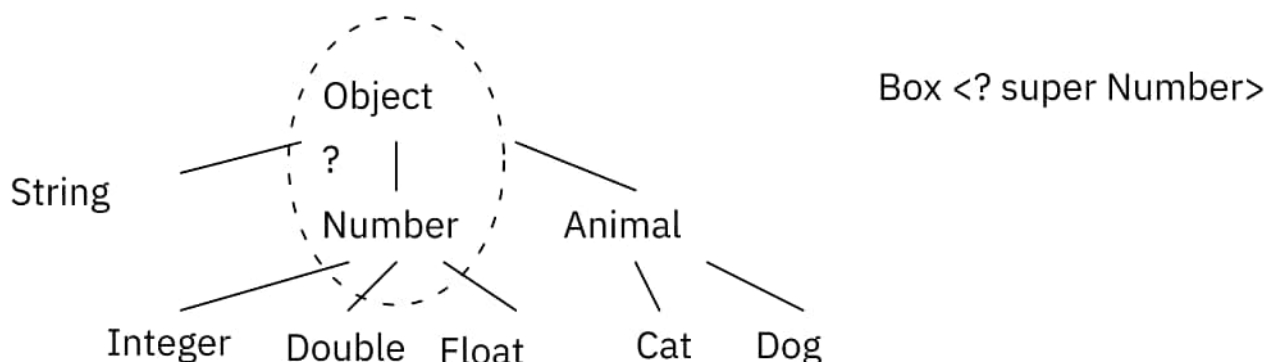 Object
Box <? super Number>
?
String
Number
Animal
Integer
Double
Float
Cat
Dog